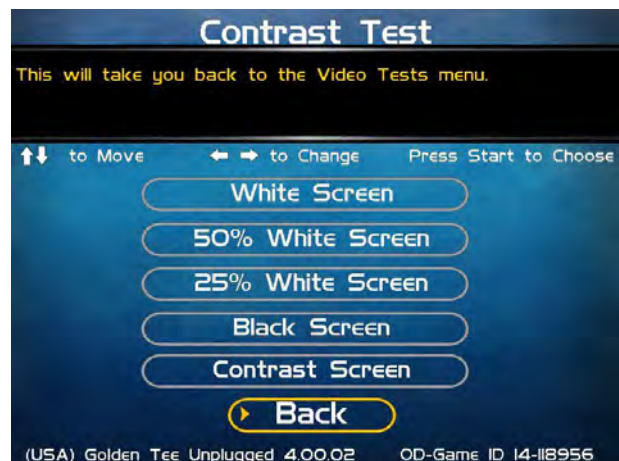 Contrast Test
This will take you back to the Video Tests menu.
to Move to Change Press Start to Choose
White Screen
50% White Screen
25% White Screen
Black Screen
Contrast Screen
Back
(USA) Golden Tee Unplugged 4.00.02 OD-Game ID 14-118956